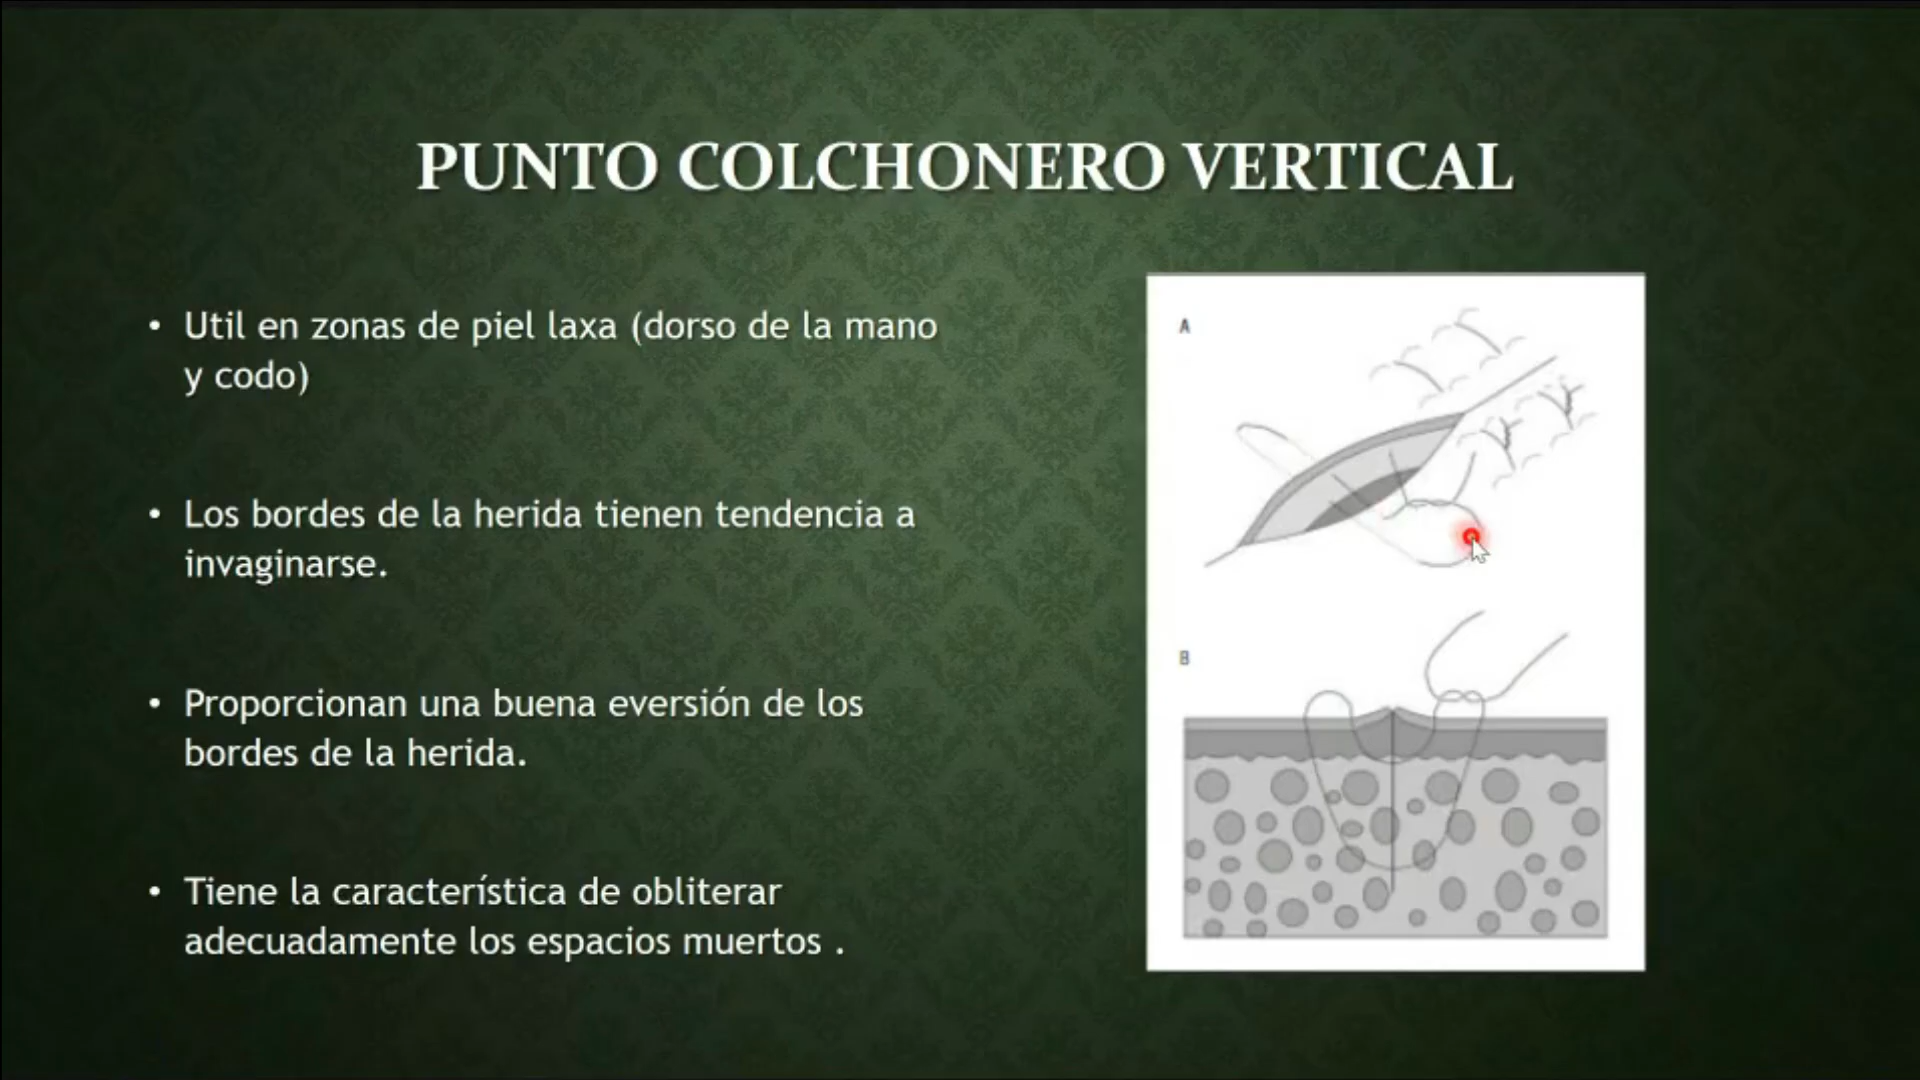 PUNTO COLCHONERO VERTICAL
• Util en zonas de piel laxa (dorso de la mano
y codo)
• Los bordes de la herida tienen tendencia a
invaginarse.
• Proporcionan una buena eversión de los
bordes de la herida.
• Tiene la característica de obliterar
adecuadamente los espacios muertos .
A
B